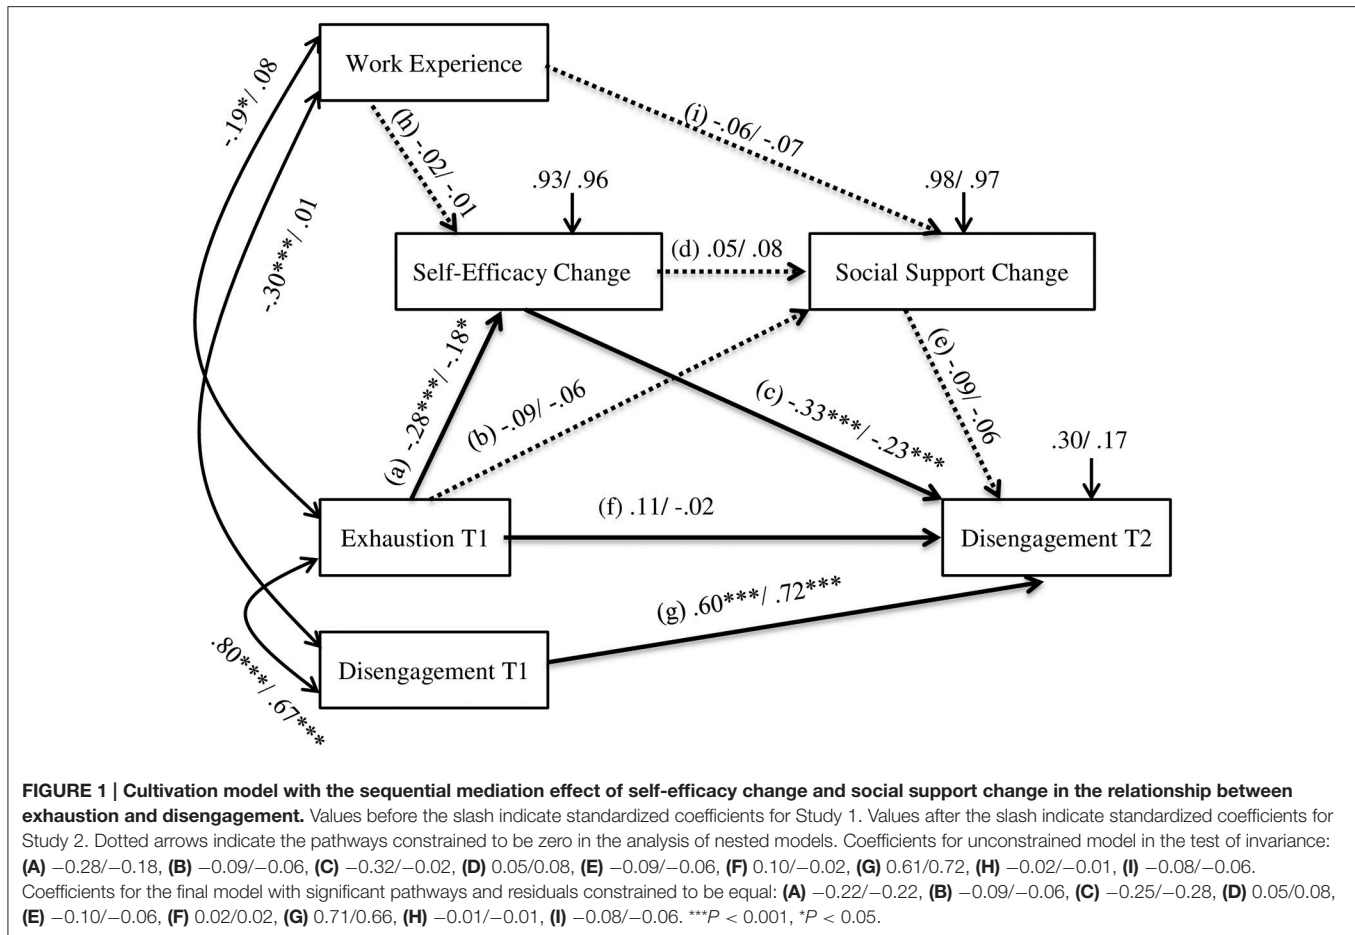 Work Experience
-.19*/ .08
(h) -.02/ -.01
(i) -.06/ -.07
-.30***/ .01
.93/ .96
.98/ .97
Self-Efficacy Change
(d) .05/ .08
Social Support Change
(a) -.28***/ -.18*
(b) -.09/ -.06
(c) -.33***/ -.23***
(e) -.09/ -.06
.30/ .17
Exhaustion T1
(f) .11/ -.02
Disengagement T2
(g) .60***/ .72***
Disengagement T1
.80***/ .67***
FIGURE 1 | Cultivation model with the sequential mediation effect of self-efficacy change and social support change in the relationship between
exhaustion and disengagement. Values before the slash indicate standardized coefficients for Study 1. Values after the slash indicate standardized coefficients for
Study 2. Dotted arrows indicate the pathways constrained to be zero in the analysis of nested models. Coefficients for unconstrained model in the test of invariance:
(A) −0.28/−0.18, (B) −0.09/−0.06, (C) −0.32/−0.02, (D) 0.05/0.08, (E) −0.09/−0.06, (F) 0.10/−0.02, (G) 0.61/0.72, (H) −0.02/−0.01, (I) −0.08/−0.06.
Coefficients for the final model with significant pathways and residuals constrained to be equal: (A) −0.22/−0.22, (B) −0.09/−0.06, (C) −0.25/−0.28, (D) 0.05/0.08,
(E) −0.10/−0.06, (F) 0.02/0.02, (G) 0.71/0.66, (H) −0.01/−0.01, (I) −0.08/−0.06. ***P < 0.001, *P < 0.05.